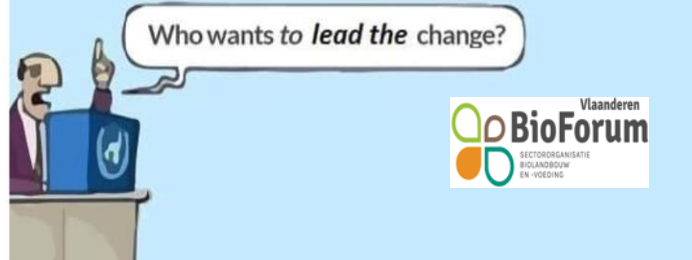 Who wants to lead the change?
Vlaanderen
BioForum
SECTORORGANISATIE
BIOLANDBOUW
EN -VOEDING